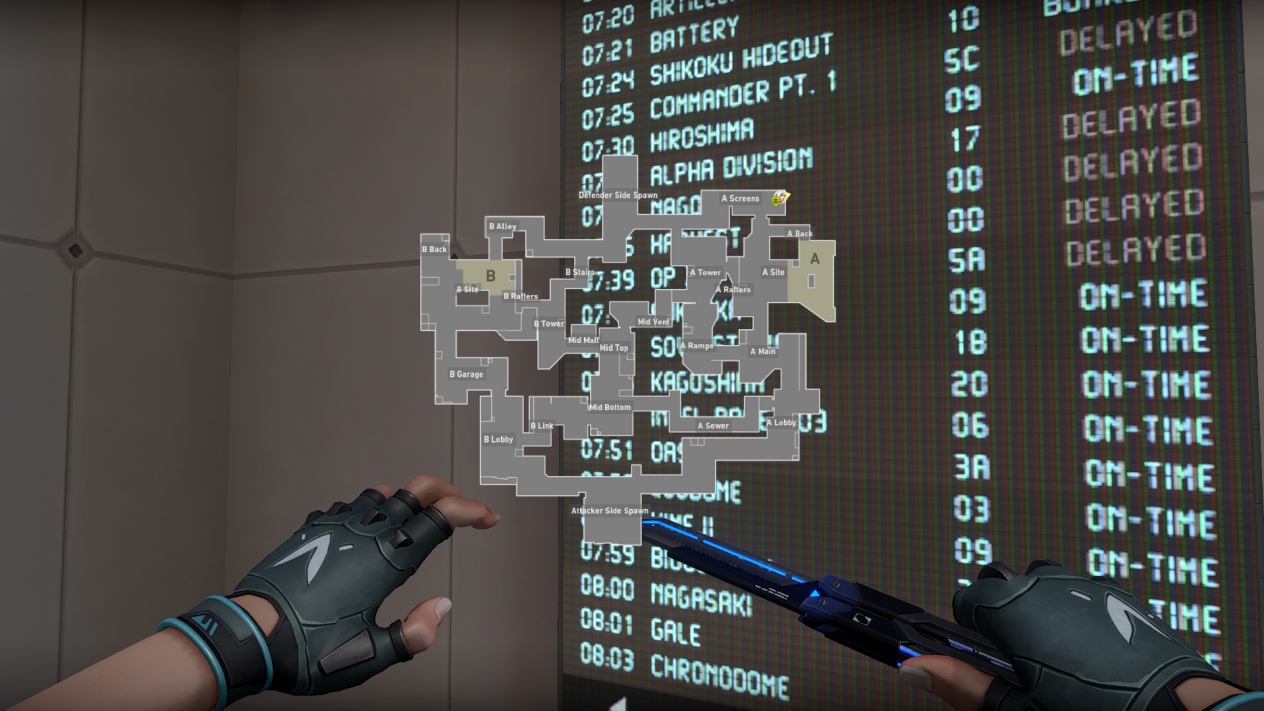 07:20 ARTILLE
10
07:21 BATTERY
5C
DELAYED
07:24 SHIKOKU HIDEOUT
09
ON-TIME
07:25 COMMANDER PT. 1
17
DELAYED
07:30 HIROSHIMA
00
DELAYED
ALPHA DIVISION
00
DELAYED
5A
DELAYED
07:39 OP
09
ON-TIME
18
ON-TIME
20
ON-TIME
KAGOSHIMA
06
ON-TIME
03
3A
ON-TIME
07:51
03
ON-TIME
09
ON-TIME
07:59
08:00 NAGASAKI
08:01 GALE
08:03 CHRONODOME
Defender Side Spawn
A Screens
B Alley
A Back
B Back
A
B
B Stairs
A Tower
A Site
B Site
B Rafters
A Rafters
B Tower
Mid Vent
Mid Mail
Mid Top
A Ramps
A Main
B Garage
Mid Bottom
B Link
A Sewer
A Lobby
B Lobby
Attacker Side Spawn